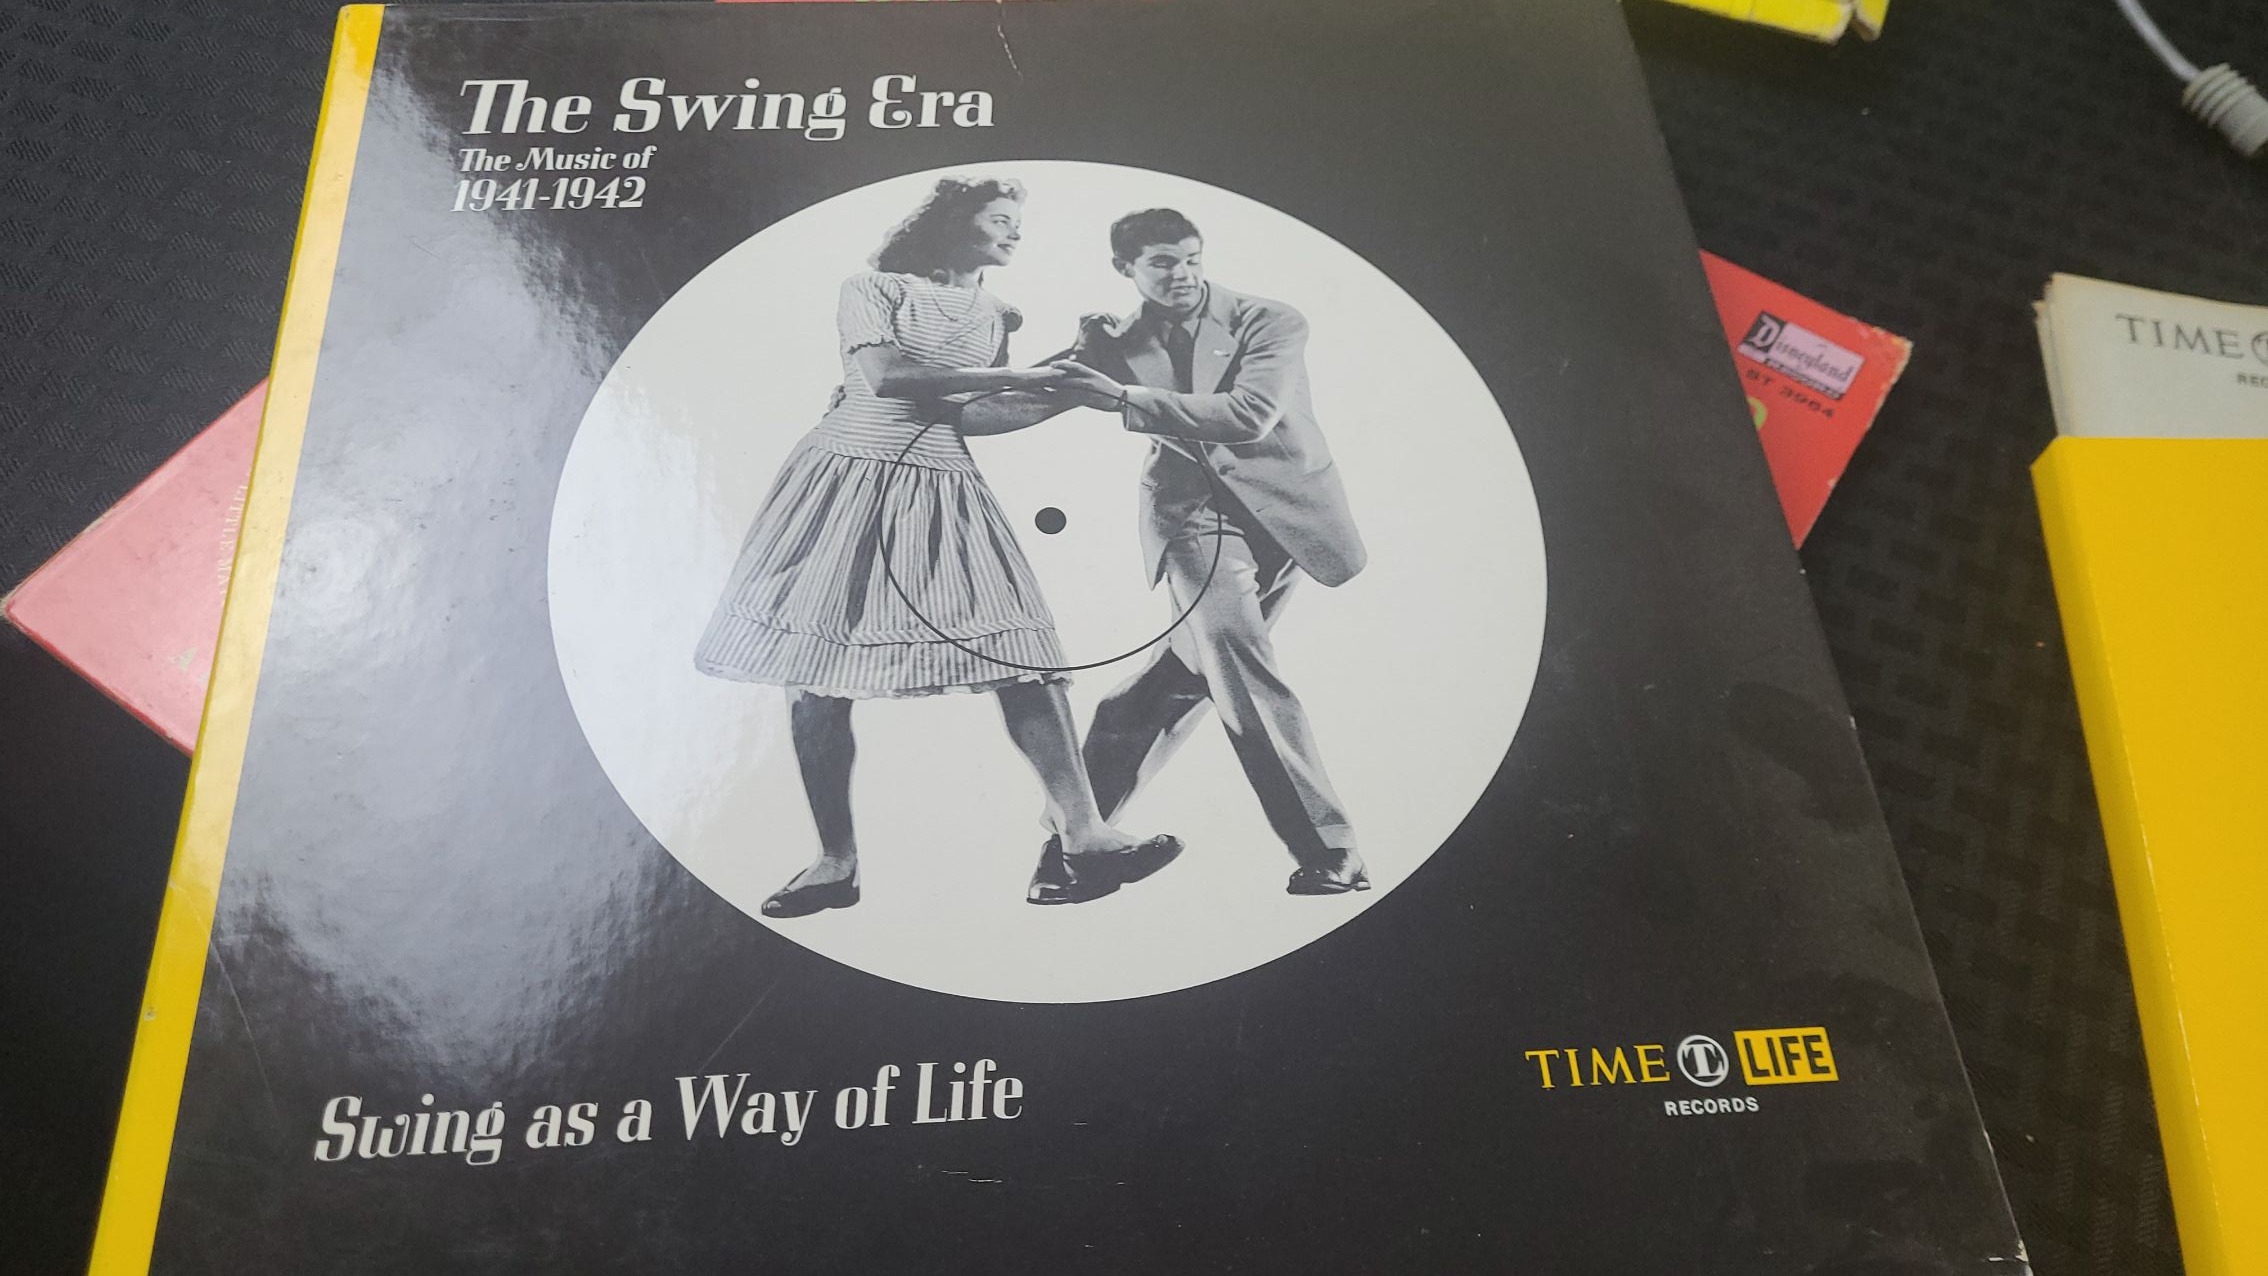 The Swing Era
The Music of
1941-1942
Swing as a Way of Life
TIME TL LIFE
RECORDS
Disneyland
ST 3964
TIME